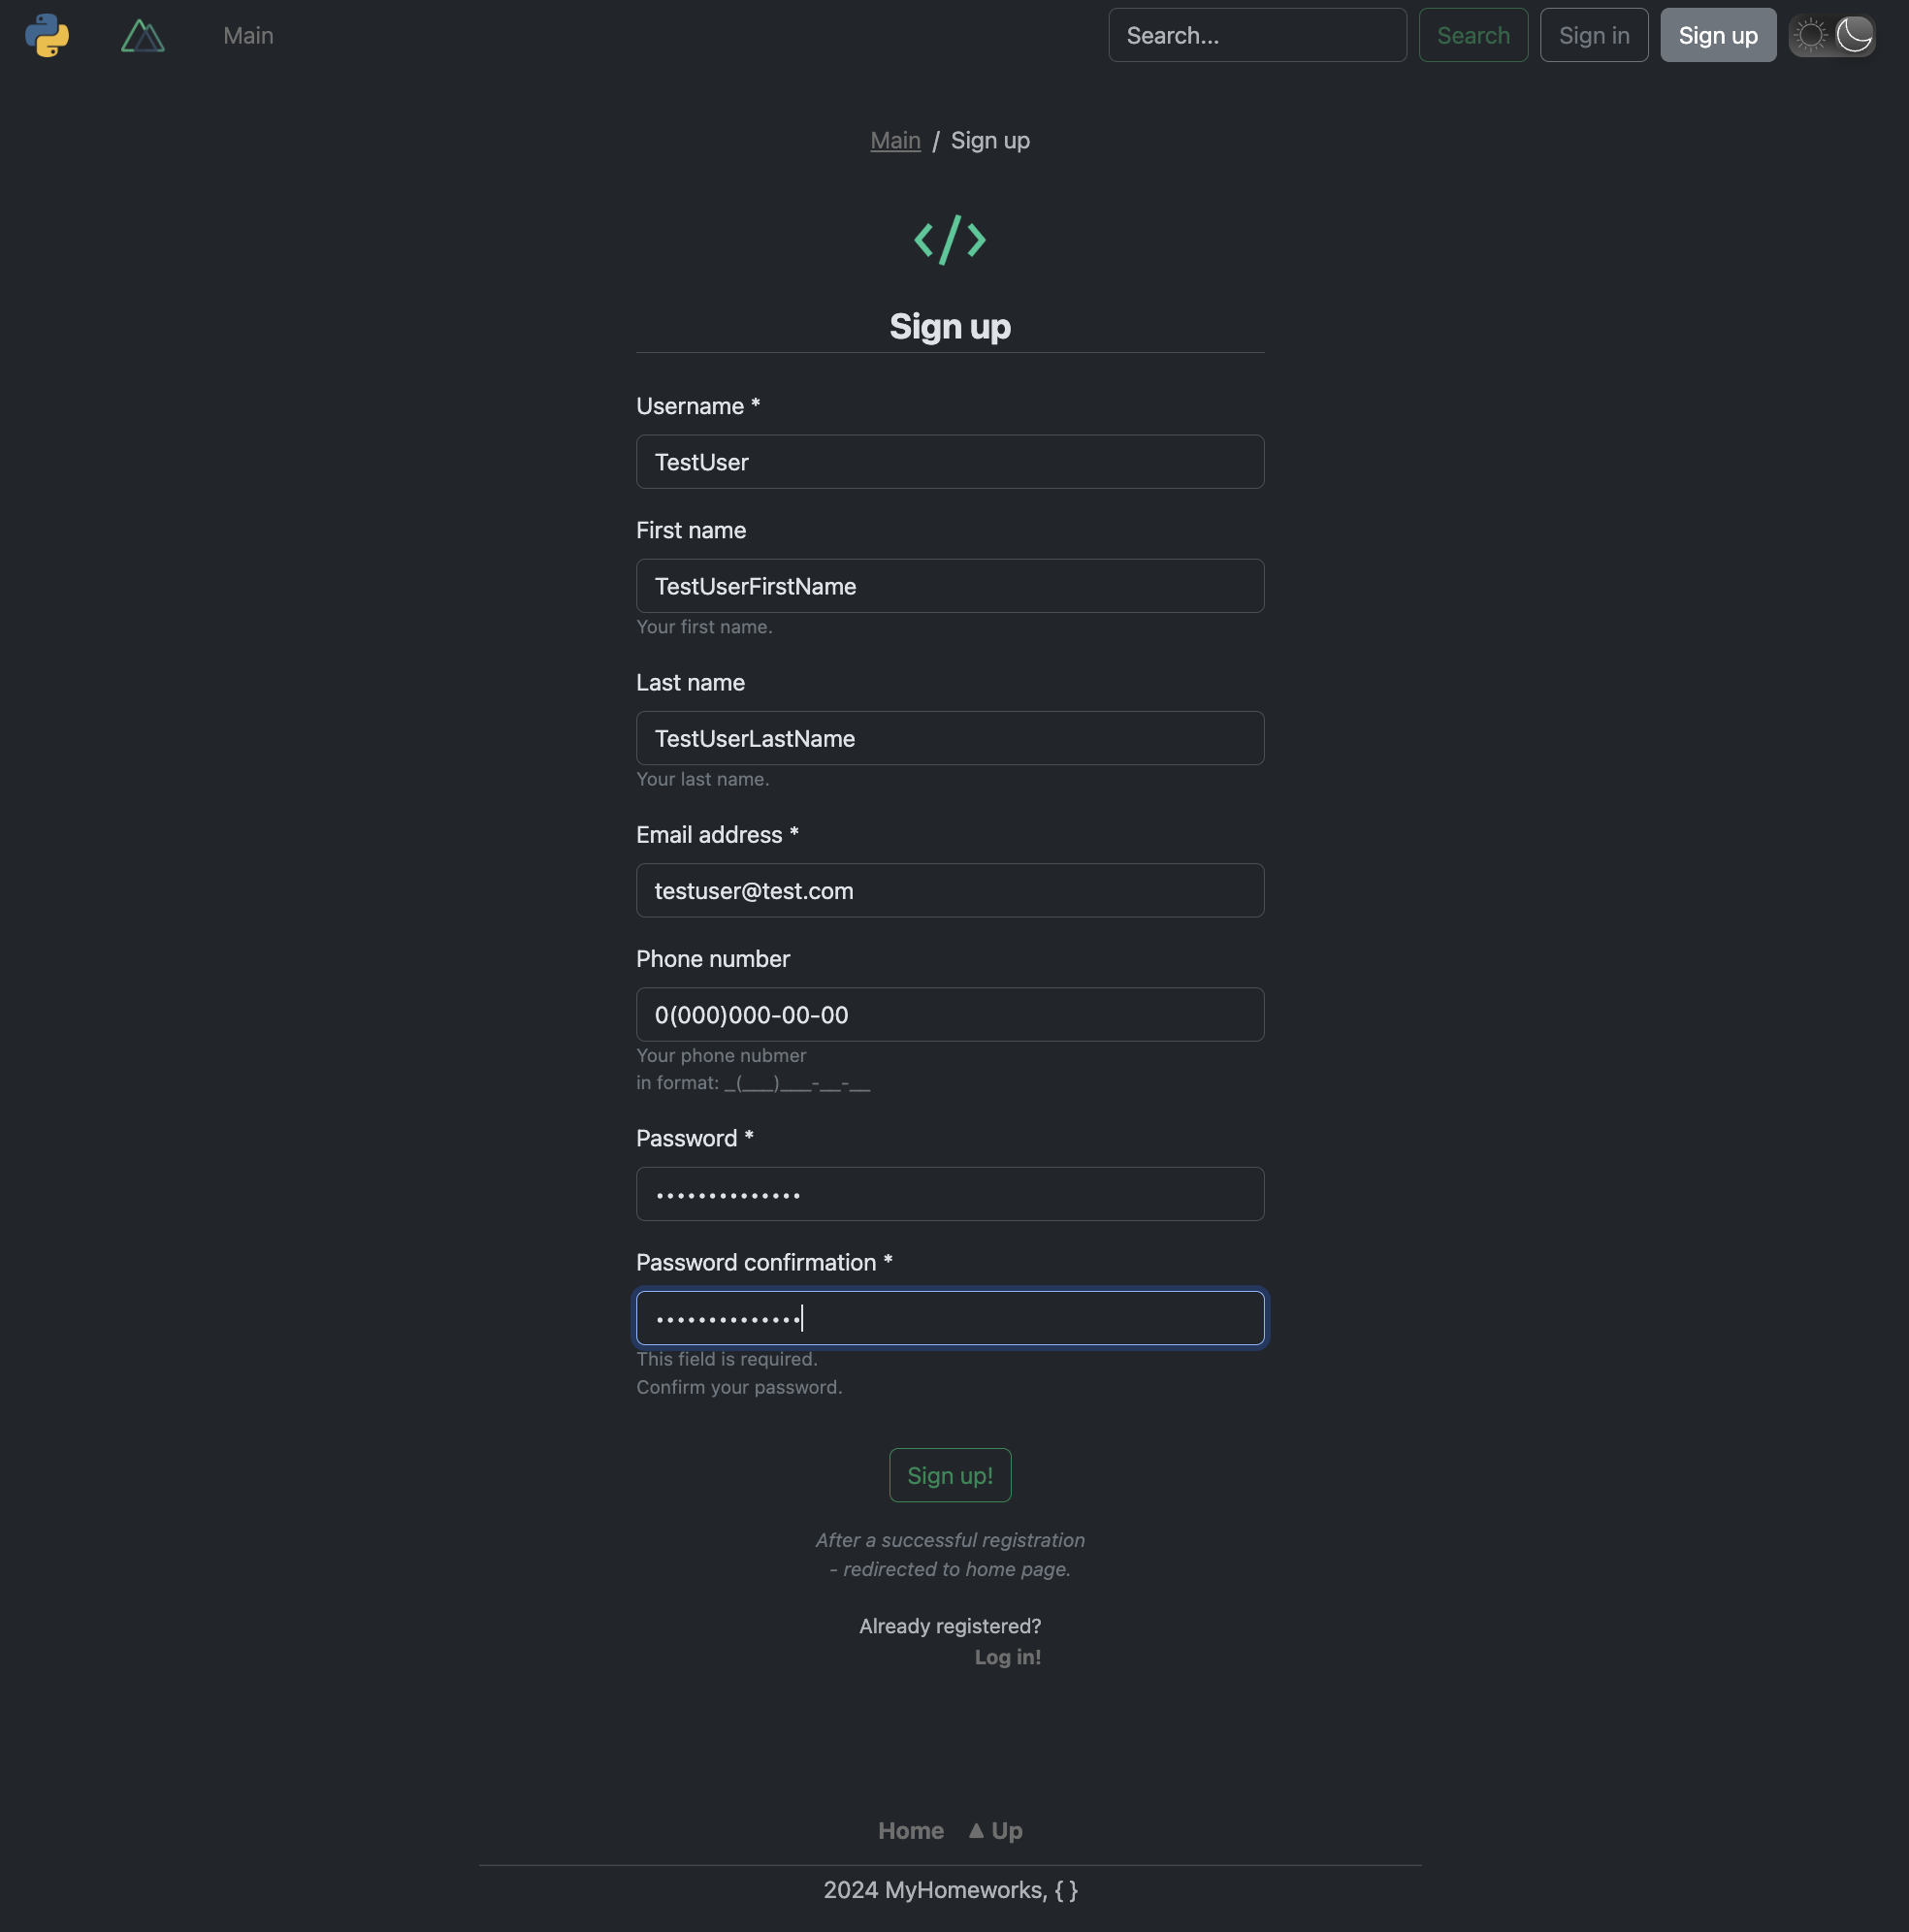 Main
Search...
Search
Sign in
Sign up
Main / Sign up
</>
Sign up
Username *
TestUser
First name
TestUserFirstName
Your first name.
Last name
TestUserLastName
Your last name.
Email address *
testuser@test.com
Phone number
0(000)000-00-00
Your phone nubmer
in format: _(___)___-__-__
Password *
••••••••••••••
Password confirmation *
••••••••••••••
This field is required.
Confirm your password.
Sign up!
After a successful registration
- redirected to home page.
Already registered?
Log in!
Home ▲ Up
2024 MyHomeworks, { }